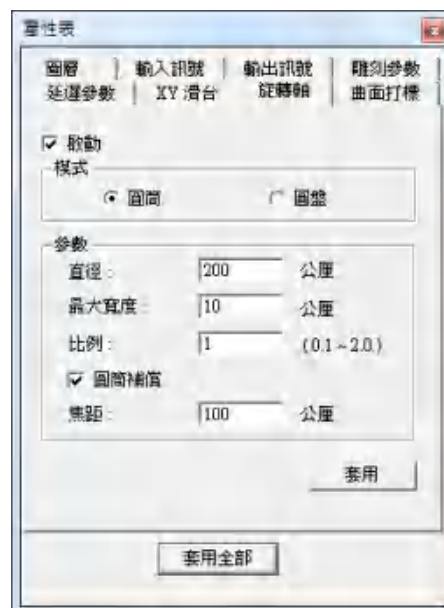 屬性表
圖層 輸入訊號 輸出訊號 雕刻參數
延遲參數 XY 滑台 旋轉軸 曲面打標
啟動
模式
圓筒 圓盤
參數
直徑： 200 公厘
最大寬度： 10 公厘
比例： 1 (0.1~2.0)
圓筒補償
焦距： 100 公厘
套用
套用全部